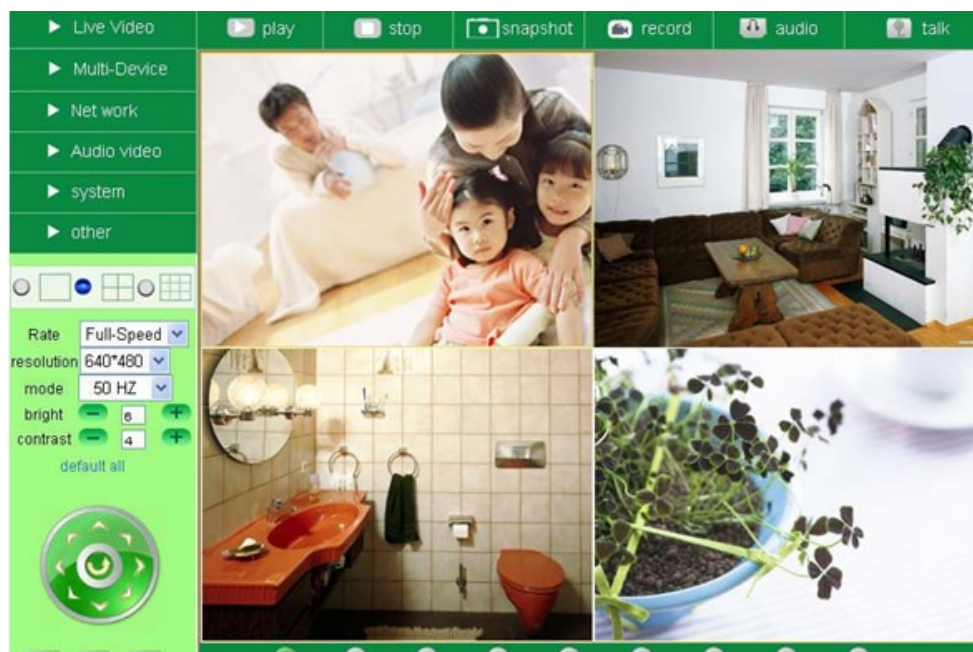 Live Video
play stop snapshot record audio talk
Multi-Device
Net work
Audio video
system
other
Rate Full-Speed
resolution 640*480
mode 50 HZ
bright 6
contrast 4
default all